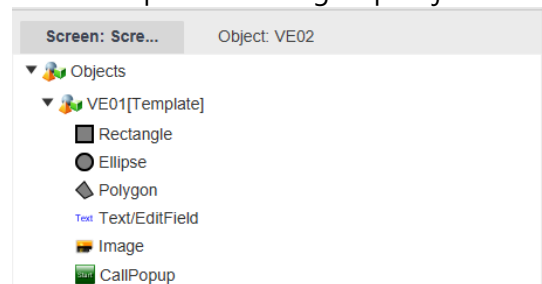 Screen: Scre... Object: VE02
Objects
VE01[Template]
Rectangle
Ellipse
Polygon
Text Text/EditField
Image
Start CallPopup